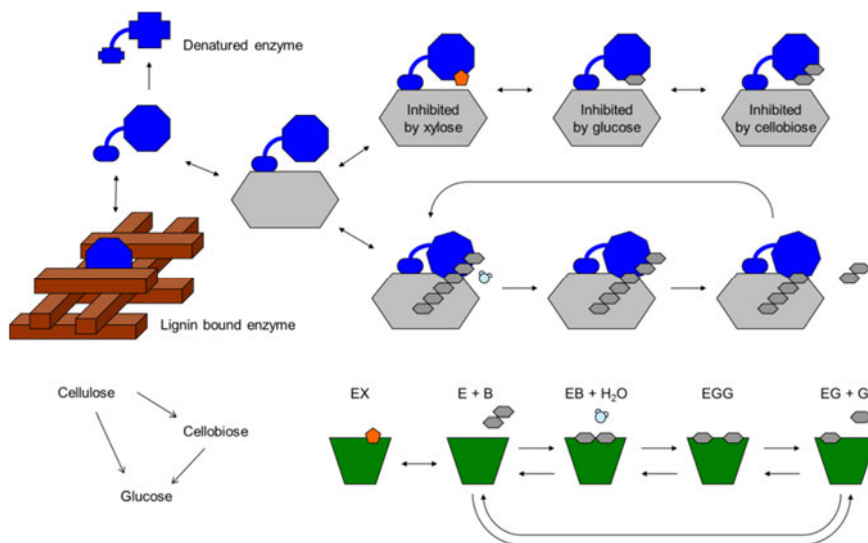 Denatured enzyme
Inhibited
by xylose
Inhibited
by glucose
Inhibited
by cellobiose
Lignin bound enzyme
Cellulose
Cellobiose
Glucose
EX
E + B
EB + H₂O
EGG
EG + G